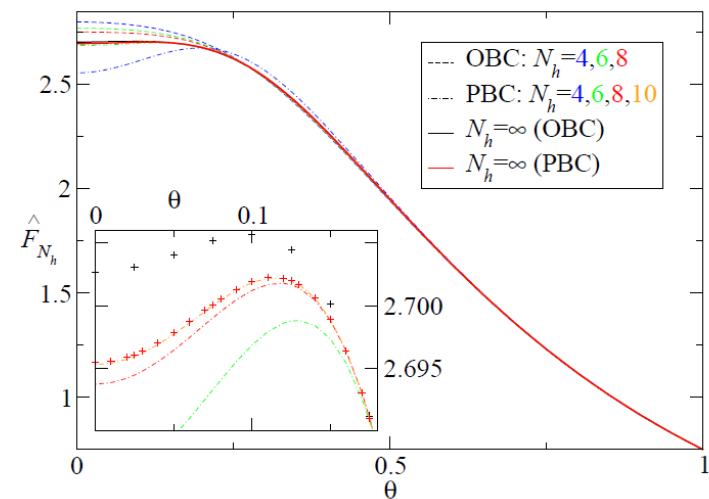 2.5
2
1.5
1
F̂_{N_h}
0
0.5
1
θ
OBC: N_h=4,6,8
PBC: N_h=4,6,8,10
N_h=∞ (OBC)
N_h=∞ (PBC)
0 θ 0.1
2.700
2.695